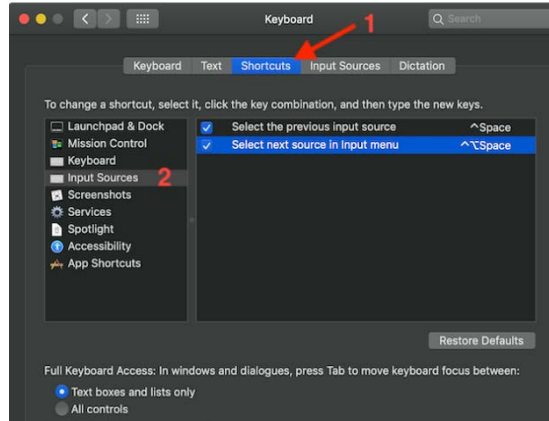 Keyboard
1
Search
Keyboard Text Shortcuts Input Sources Dictation
To change a shortcut, select it, click the key combination, and then type the new keys.
Launchpad & Dock
Mission Control
Keyboard
Input Sources 2
Screenshots
Services
Spotlight
Accessibility
App Shortcuts
Select the previous input source ^Space
Select next source in Input menu ^⌥Space
Restore Defaults
Full Keyboard Access: In windows and dialogues, press Tab to move keyboard focus between:
Text boxes and lists only
All controls